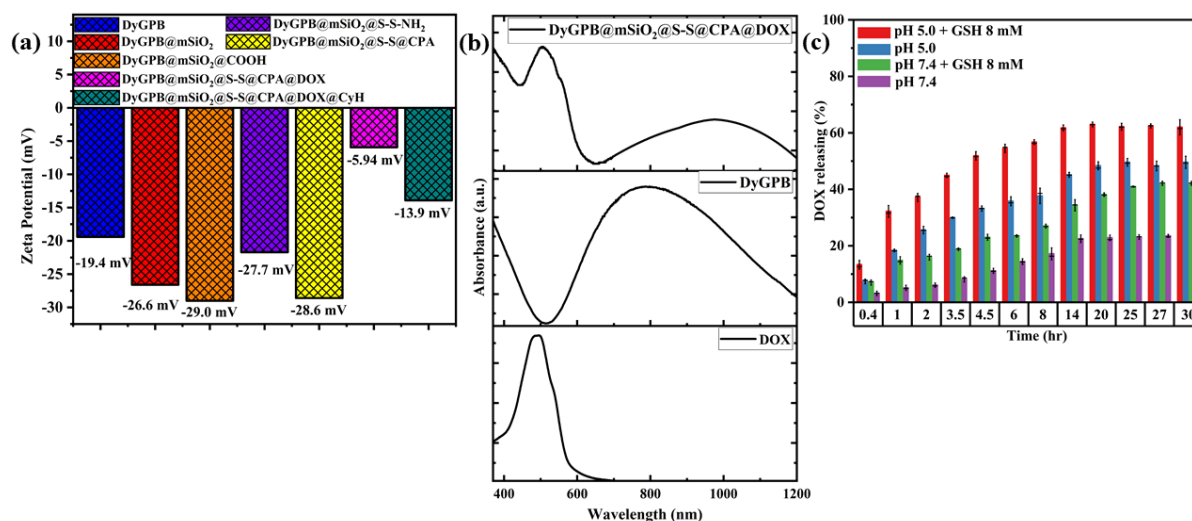 (a)
DyGPB
DyGPB@mSiO₂@S-S-NH₂
DyGPB@mSiO₂
DyGPB@mSiO₂@S-S@CPA
DyGPB@mSiO₂@COOH
DyGPB@mSiO₂@S-S@CPA@DOX
DyGPB@mSiO₂@S-S@CPA@DOX@CyH
Zeta Potential (mV)
10
5
0
-5
-10
-15
-20
-25
-30
-19.4 mV
-26.6 mV
-29.0 mV
-27.7 mV
-28.6 mV
-5.94 mV
-13.9 mV
(b)
DyGPB@mSiO₂@S-S@CPA@DOX
DyGPB
DOX
Absorbance (a.u.)
400 600 800 1000 1200
Wavelength (nm)
(c)
pH 5.0 + GSH 8 mM
pH 5.0
pH 7.4 + GSH 8 mM
pH 7.4
DOX releasing (%)
80
60
40
20
0
0.4 1 2 3.5 4.5 6 8 14 20 25 27 30
Time (hr)